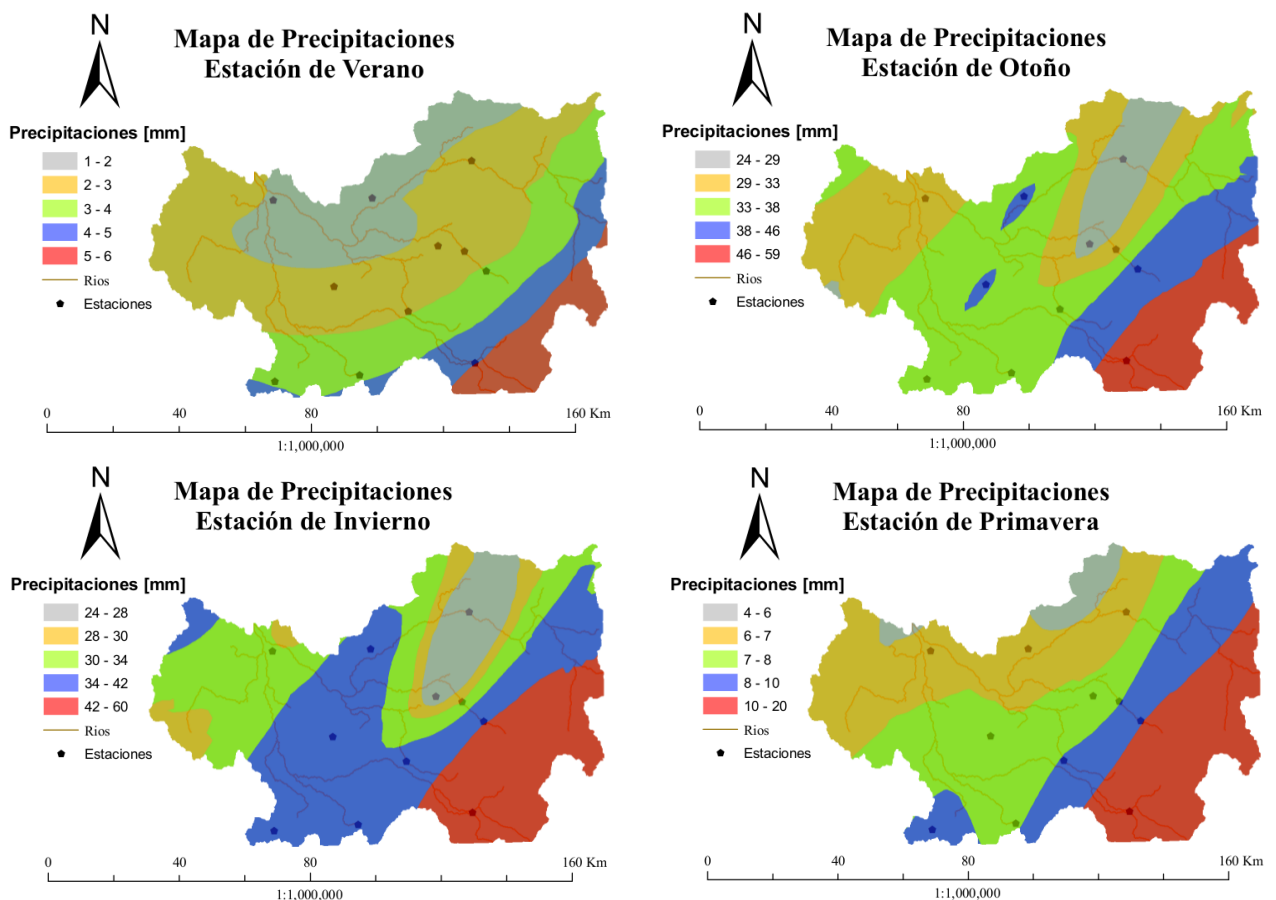 N
Mapa de Precipitaciones
Estación de Verano
Precipitaciones [mm]
1 - 2
2 - 3
3 - 4
4 - 5
5 - 6
Rios
Estaciones
0 40 80 160 Km
1:1,000,000
N
Mapa de Precipitaciones
Estación de Otoño
Precipitaciones [mm]
24 - 29
29 - 33
33 - 38
38 - 46
46 - 59
Rios
Estaciones
0 40 80 160 Km
1:1,000,000
N
Mapa de Precipitaciones
Estación de Invierno
Precipitaciones [mm]
24 - 28
28 - 30
30 - 34
34 - 42
42 - 60
Rios
Estaciones
0 40 80 160 Km
1:1,000,000
N
Mapa de Precipitaciones
Estación de Primavera
Precipitaciones [mm]
4 - 6
6 - 7
7 - 8
8 - 10
10 - 20
Rios
Estaciones
0 40 80 160 Km
1:1,000,000